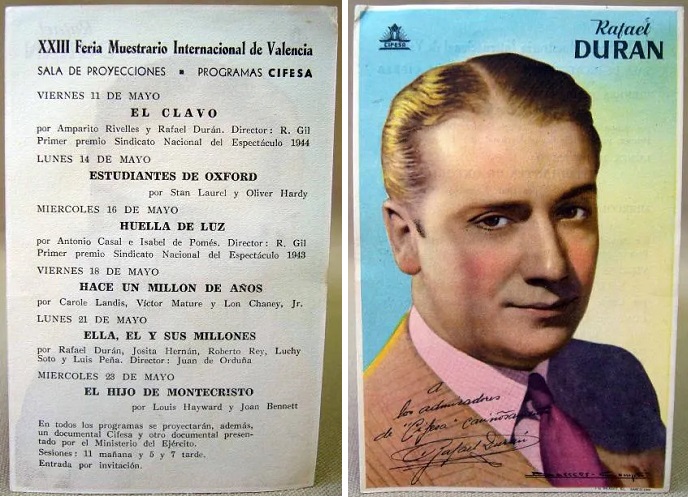 XXIII Feria Muestrario Internacional de Valencia
SALA DE PROYECCIONES ▪ PROGRAMAS CIFESA
VIERNES 11 DE MAYO
EL CLAVO
por Amparito Rivelles y Rafael Durán. Director: R. Gil
Primer premio Sindicato Nacional del Espectáculo 1944
LUNES 14 DE MAYO
ESTUDIANTES DE OXFORD
por Stan Laurel y Oliver Hardy
MIERCOLES 16 DE MAYO
HUELLA DE LUZ
por Antonio Casal e Isabel de Pomés. Director: R. Gil
Primer premio Sindicato Nacional del Espectáculo 1943
VIERNES 18 DE MAYO
HACE UN MILLON DE AÑOS
por Carole Landis, Víctor Mature y Lon Chaney, Jr.
LUNES 21 DE MAYO
ELLA, EL Y SUS MILLONES
por Rafael Durán, Josita Hernán, Roberto Rey, Luchy
Soto y Luis Peña. Director: Juan de Orduña
MIERCOLES 23 DE MAYO
EL HIJO DE MONTECRISTO
por Louis Hayward y Joan Bennett
En todos los programas se proyectarán, además,
un documental Cifesa y otro documental presen-
tado por el Ministerio del Ejército.
Sesiones: 11 mañana y 5 y 7 tarde.
Entrada por invitación.
CIFESA
Rafael
DURAN
A
los admiradores
de "Cifesa" cariñosamente
Rafael Durán